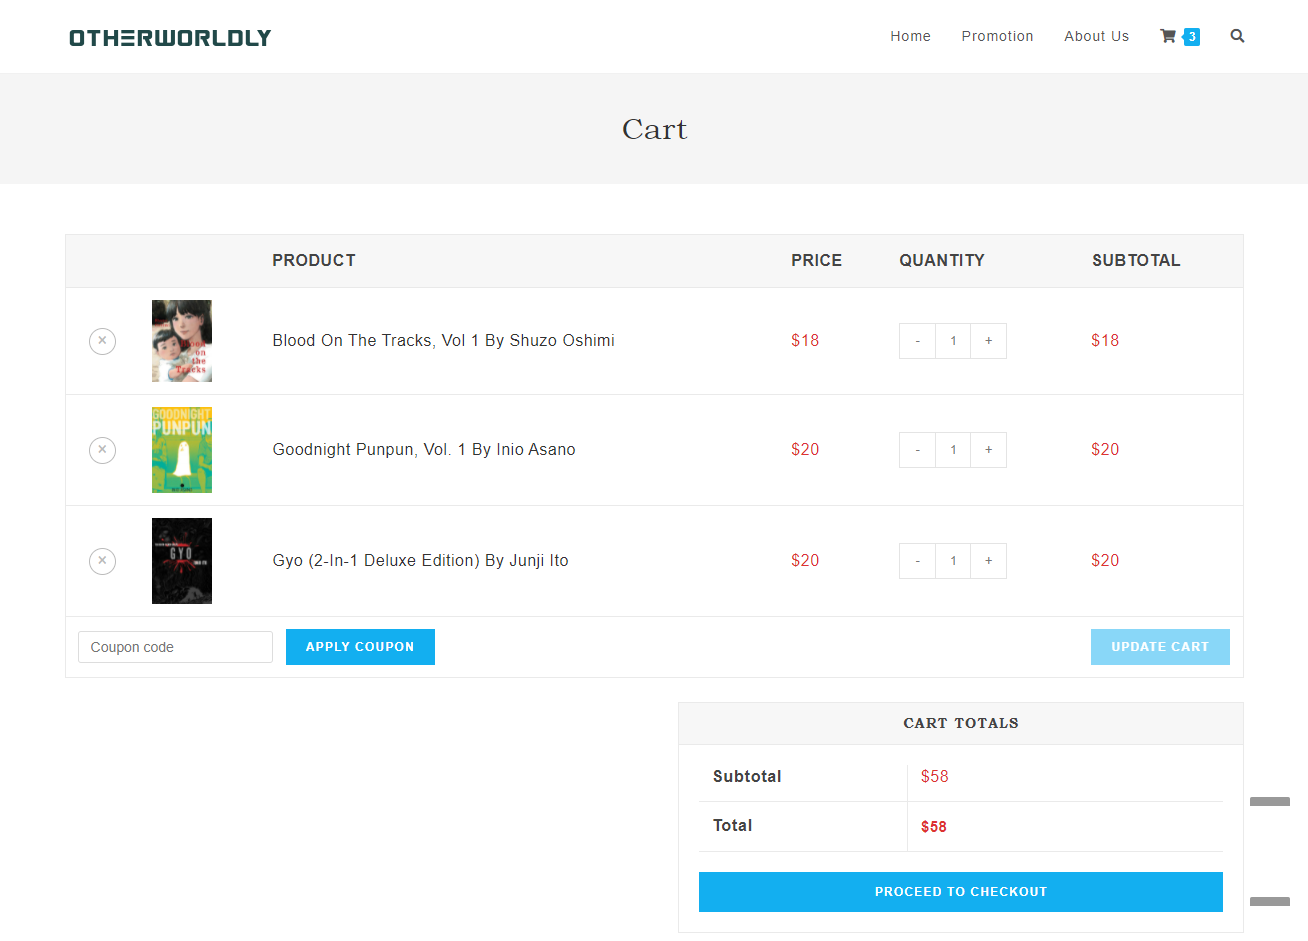 OTHERWORLDLY
Home Promotion About Us 3
Cart
PRODUCT PRICE QUANTITY SUBTOTAL
× Blood On The Tracks, Vol 1 By Shuzo Oshimi $18 - 1 + $18
Blood
on
the
Tracks
× Goodnight Punpun, Vol. 1 By Inio Asano $20 - 1 + $20
GOODNIGHT
PUNPUN
× Gyo (2-In-1 Deluxe Edition) By Junji Ito $20 - 1 + $20
GYO
Coupon code APPLY COUPON UPDATE CART
CART TOTALS
Subtotal $58
Total $58
PROCEED TO CHECKOUT